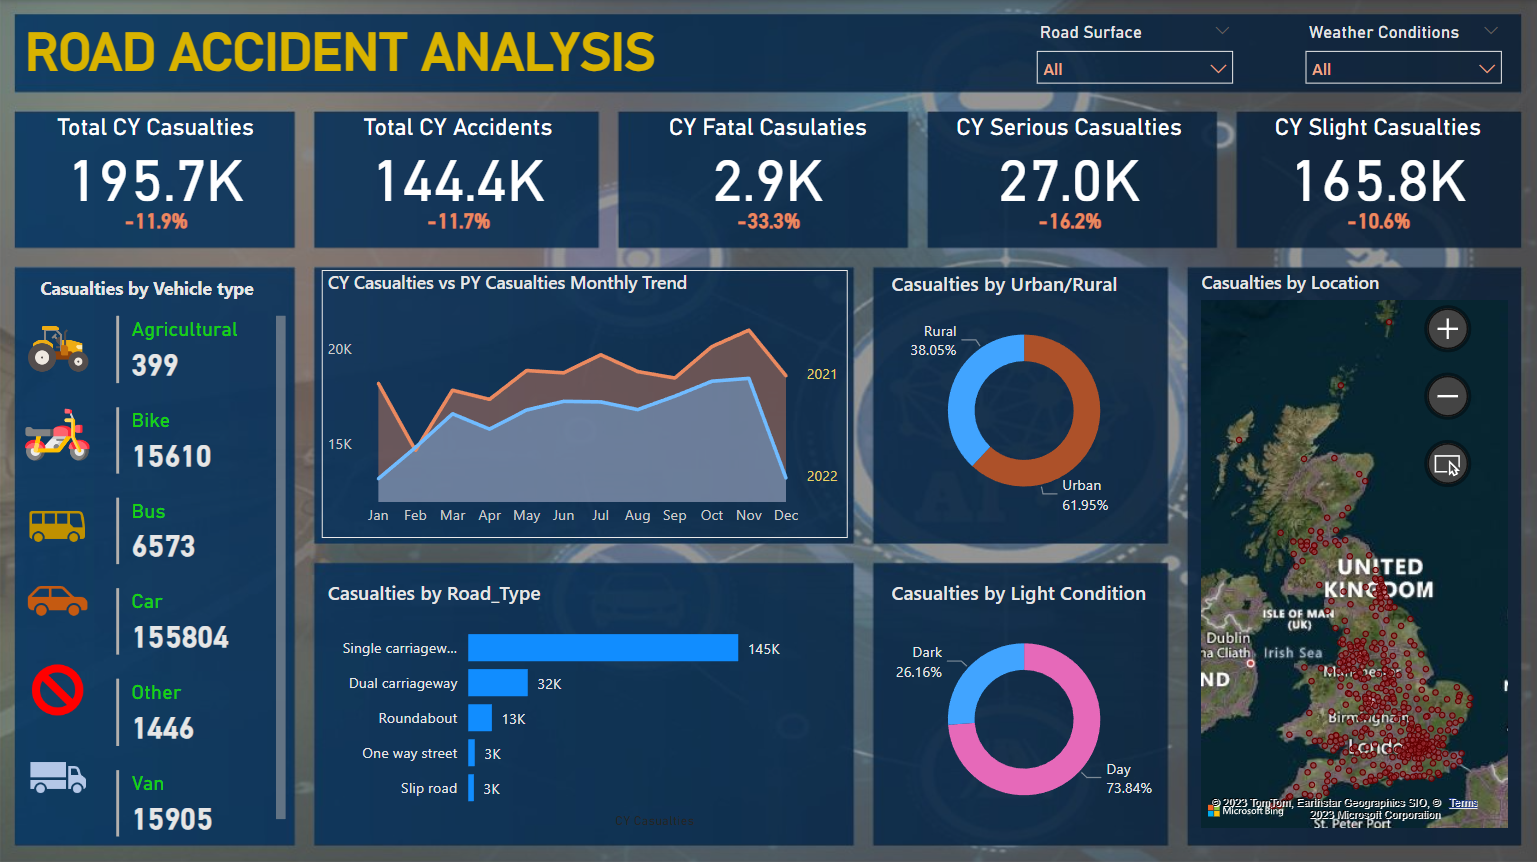 ROAD ACCIDENT ANALYSIS
Road Surface
All
Weather Conditions
All
Total CY Casualties
195.7K
-11.9%
Total CY Accidents
144.4K
-11.7%
CY Fatal Casulaties
2.9K
-33.3%
CY Serious Casualties
27.0K
-16.2%
CY Slight Casualties
165.8K
-10.6%
Casualties by Vehicle type
Agricultural
399
Bike
15610
Bus
6573
Car
155804
Other
1446
Van
15905
CY Casualties vs PY Casualties Monthly Trend
20K
15K
2021
2022
Jan Feb Mar Apr May Jun Jul Aug Sep Oct Nov Dec
Casualties by Road_Type
Single carriagew... 145K
Dual carriageway 32K
Roundabout 13K
One way street 3K
Slip road 3K
CY Casualties
Casualties by Urban/Rural
Rural
38.05%
Urban
61.95%
Casualties by Light Condition
Dark
26.16%
Day
73.84%
Casualties by Location
UNITED
KINGDOM
ISLE OF MAN
(UK)
Dublin
na Cliath
Irish Sea
ND
Manchester
Birmingham
London
© 2023 TomTom, Earthstar Geographics SIO, © Terms
Microsoft Bing
2023 Microsoft Corporation
St. Peter Port